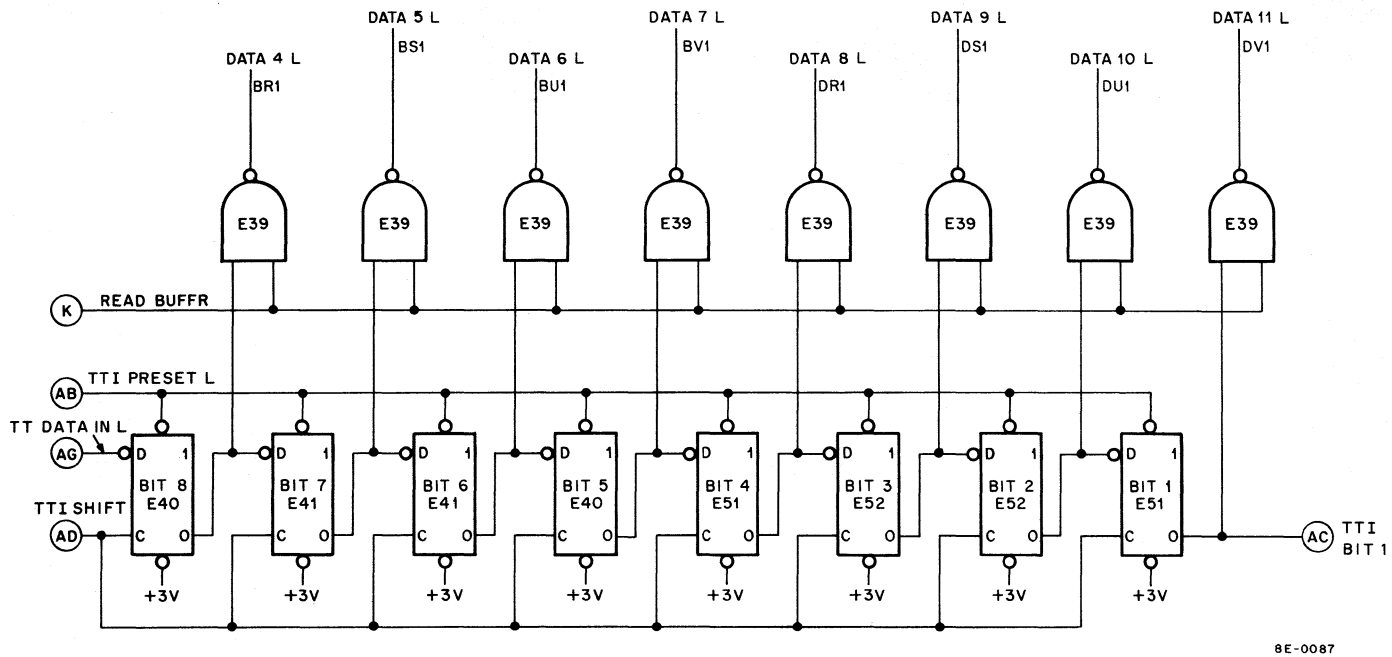 DATA 5 L
DATA 7 L
DATA 9 L
DATA 11 L
BS1
BV1
DS1
DV1
DATA 4 L
DATA 6 L
DATA 8 L
DATA 10 L
BR1
BU1
DR1
DU1
E39
E39
E39
E39
E39
E39
E39
E39
K
READ BUFFR
AB
TTI PRESET L
TT DATA IN L
AG
TTI SHIFT
AD
D 1
BIT 8
E40
C 0
+3V
D 1
BIT 7
E41
C 0
+3V
D 1
BIT 6
E41
C 0
+3V
D 1
BIT 5
E40
C 0
+3V
D 1
BIT 4
E51
C 0
+3V
D 1
BIT 3
E52
C 0
+3V
D 1
BIT 2
E52
C 0
+3V
D 1
BIT 1
E51
C 0
+3V
AC
TTI
BIT 1
8E-0087